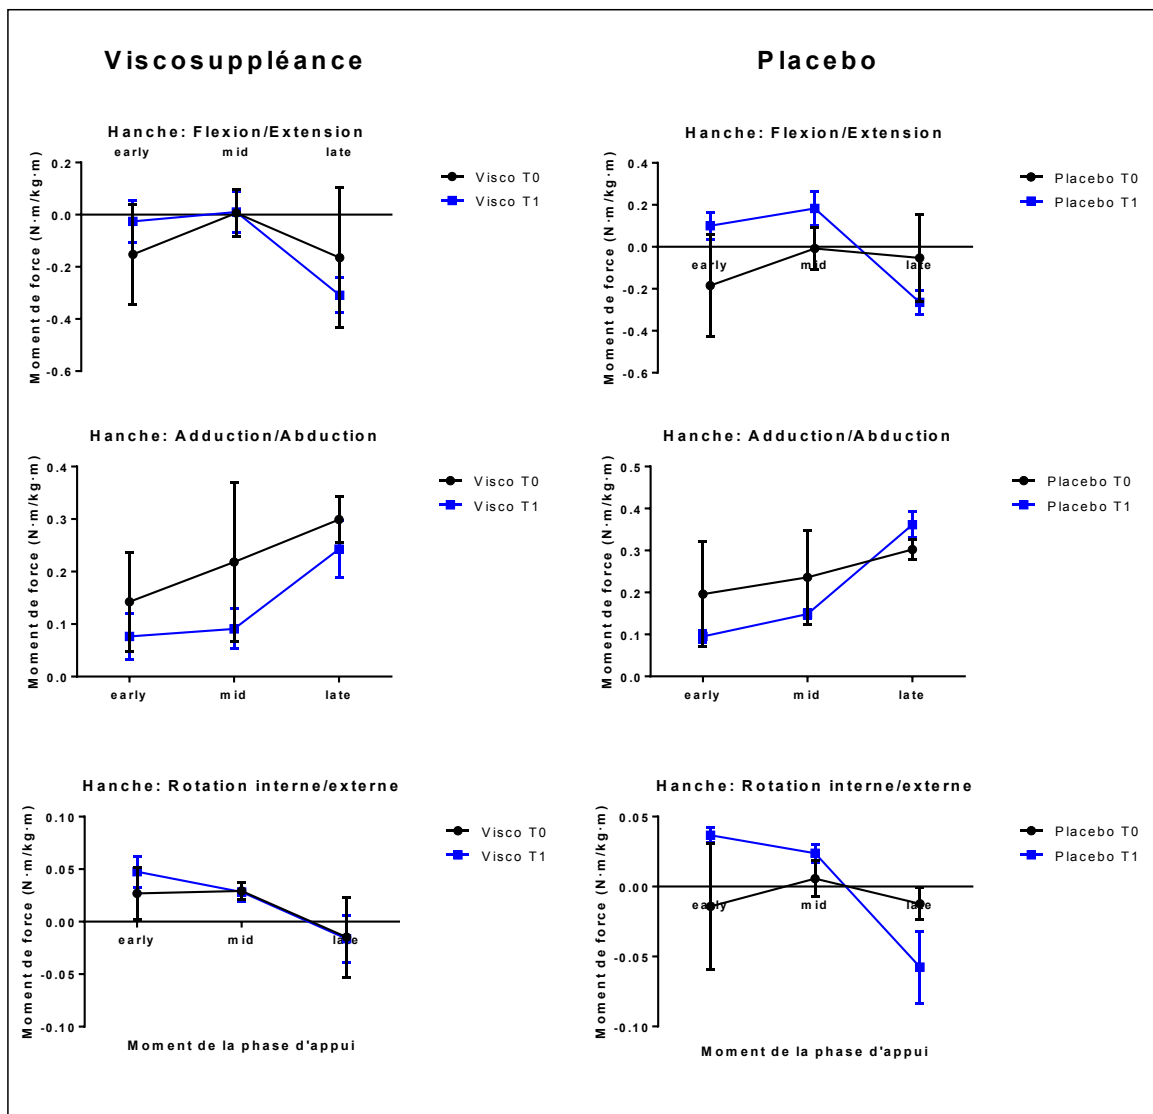 Viscosuppléance
Placebo
Hanche: Flexion/Extension
early mid late
0.2
0.0
-0.2
-0.4
-0.6
Moment de force (N·m/kg·m)
Visco T0
Visco T1
Hanche: Flexion/Extension
0.4
0.2
0.0
-0.2
-0.4
-0.6
early mid late
Moment de force (N·m/kg·m)
Placebo T0
Placebo T1
Hanche: Adduction/Abduction
0.4
0.3
0.2
0.1
0.0
early mid late
Moment de force (N·m/kg·m)
Visco T0
Visco T1
Hanche: Adduction/Abduction
0.5
0.4
0.3
0.2
0.1
0.0
early mid late
Moment de force (N·m/kg·m)
Placebo T0
Placebo T1
Hanche: Rotation interne/externe
0.10
0.05
0.00
-0.05
-0.10
early mid late
Moment de force (N·m/kg·m)
Visco T0
Visco T1
Moment de la phase d'appui
Hanche: Rotation interne/externe
0.05
0.00
-0.05
-0.10
early mid late
Moment de force (N·m/kg·m)
Placebo T0
Placebo T1
Moment de la phase d'appui